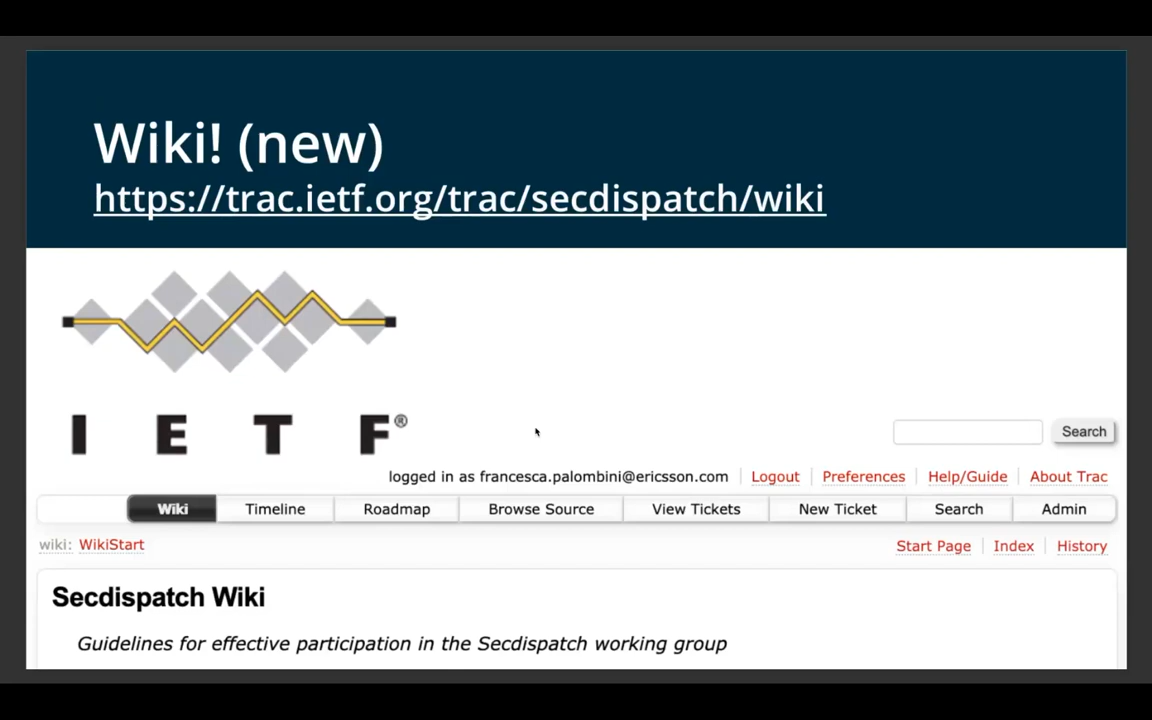 Wiki! (new)
https://trac.ietf.org/trac/secdispatch/wiki
I E T F®
Search
logged in as francesca.palombini@ericsson.com Logout Preferences Help/Guide About Trac
Wiki Timeline Roadmap Browse Source View Tickets New Ticket Search Admin
wiki: WikiStart Start Page Index History
Secdispatch Wiki
Guidelines for effective participation in the Secdispatch working group